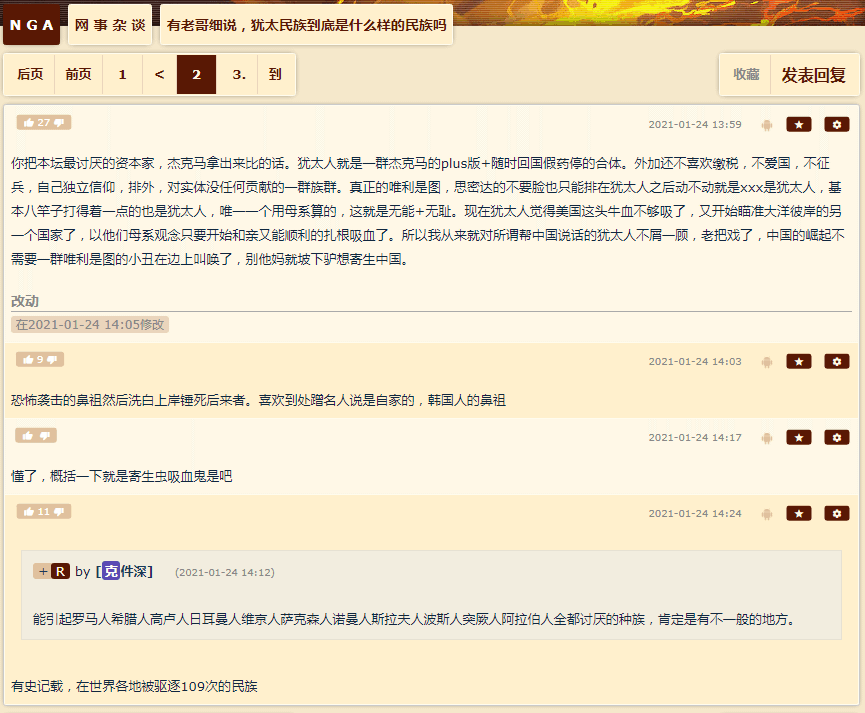 NGA 网事杂谈 有老哥细说，犹太民族到底是什么样的民族吗
后页 前页 1 < 2 3. 到 收藏 发表回复
27 2021-01-24 13:59
你把本坛最讨厌的资本家，杰克马拿出来比的话。犹太人就是一群杰克马的plus版+随时回国假药停的合体。外加还不喜欢缴税，不爱国，不征
兵，自己独立信仰，排外，对实体没任何贡献的一群族群。真正的唯利是图，思密达的不要脸也只能排在犹太人之后动不动就是xxx是犹太人，基
本八竿子打得着一点的也是犹太人，唯一一个用母系算的，这就是无能+无耻。现在犹太人觉得美国这头牛血不够吸了，又开始瞄准大洋彼岸的另
一个国家了，以他们母系观念只要开始和亲又能顺利的扎根吸血了。所以我从来就对所谓帮中国说话的犹太人不屑一顾，老把戏了，中国的崛起不
需要一群唯利是图的小丑在边上叫唤了，别他妈就坡下驴想寄生中国。
改动
在2021-01-24 14:05修改
9 2021-01-24 14:03
恐怖袭击的鼻祖然后洗白上岸锤死后来者。喜欢到处蹭名人说是自家的，韩国人的鼻祖
2021-01-24 14:17
懂了，概括一下就是寄生虫吸血鬼是吧
11 2021-01-24 14:24
+ R by [克件深] (2021-01-24 14:12)
能引起罗马人希腊人高卢人日耳曼人维京人萨克森人诺曼人斯拉夫人波斯人突厥人阿拉伯人全都讨厌的种族，肯定是有不一般的地方。
有史记载，在世界各地被驱逐109次的民族